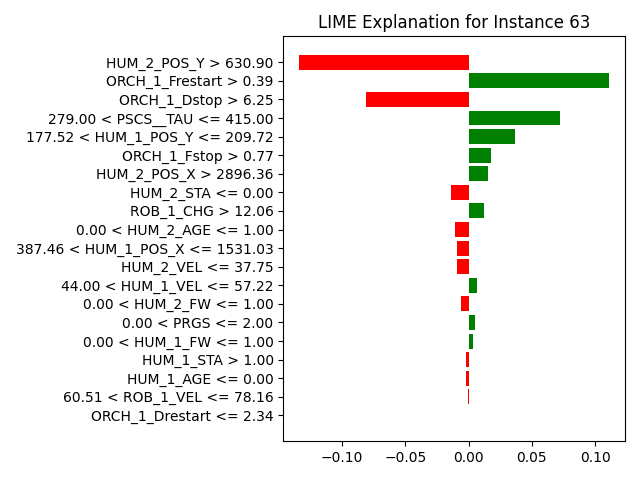 LIME Explanation for Instance 63
HUM_2_POS_Y > 630.90
ORCH_1_Frestart > 0.39
ORCH_1_Dstop > 6.25
279.00 < PSCS__TAU <= 415.00
177.52 < HUM_1_POS_Y <= 209.72
ORCH_1_Fstop > 0.77
HUM_2_POS_X > 2896.36
HUM_2_STA <= 0.00
ROB_1_CHG > 12.06
0.00 < HUM_2_AGE <= 1.00
387.46 < HUM_1_POS_X <= 1531.03
HUM_2_VEL <= 37.75
44.00 < HUM_1_VEL <= 57.22
0.00 < HUM_2_FW <= 1.00
0.00 < PRGS <= 2.00
0.00 < HUM_1_FW <= 1.00
HUM_1_STA > 1.00
HUM_1_AGE <= 0.00
60.51 < ROB_1_VEL <= 78.16
ORCH_1_Drestart <= 2.34
−0.10 −0.05 0.00 0.05 0.10